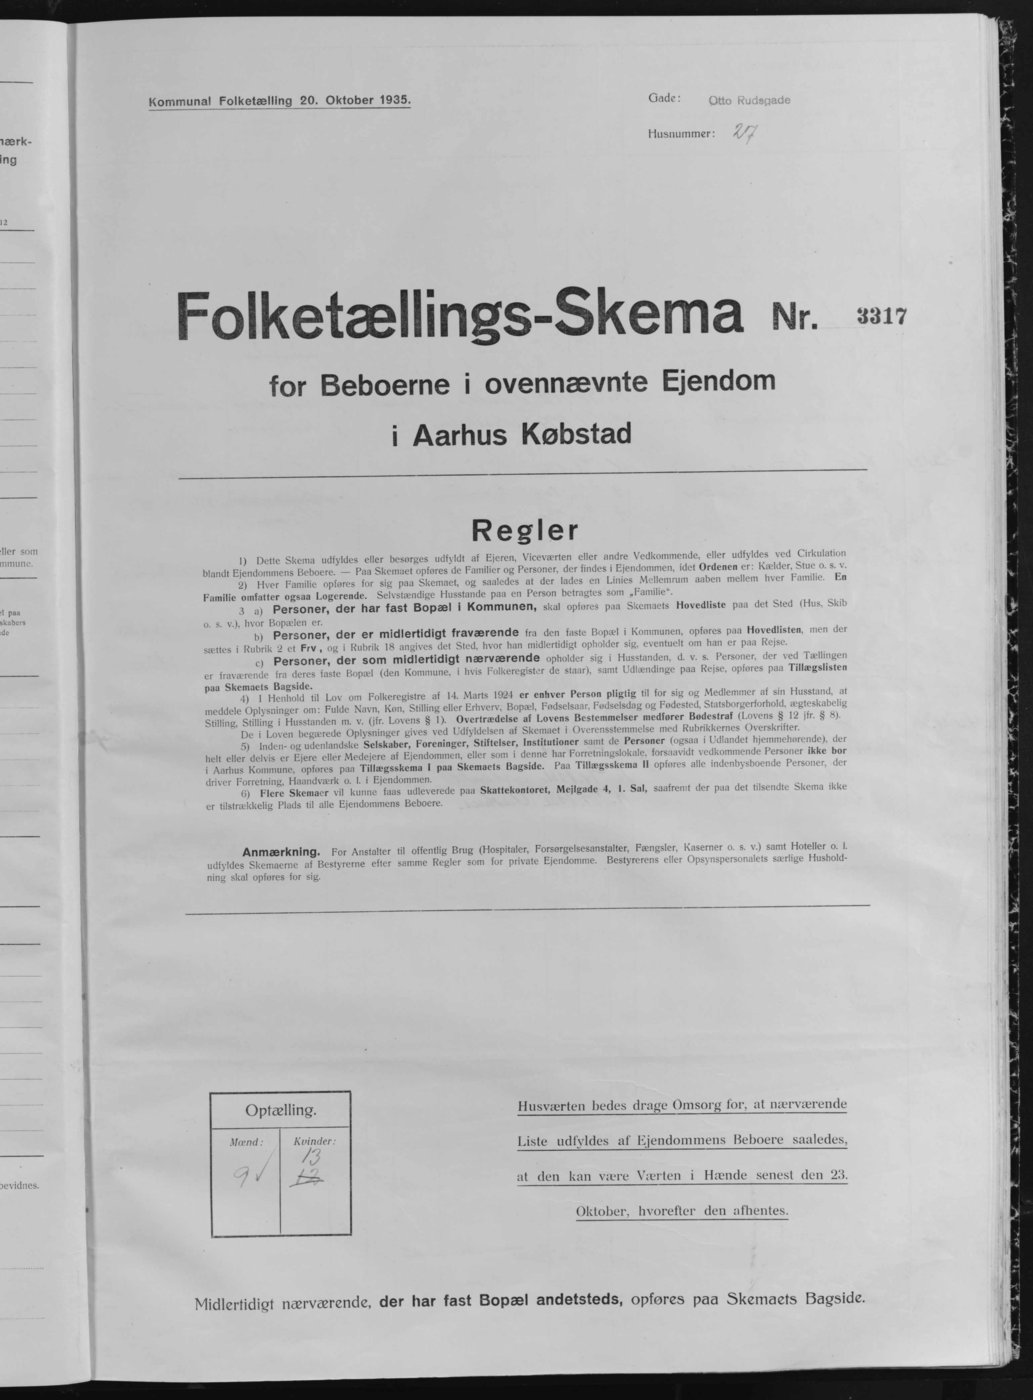 nærk-
ing
12
eller som
mmune.
el paa
skabers
de
bevidnes.
Kommunal Folketælling 20. Oktober 1935.
Gade: Otto Rudsgade
Husnummer: 27
Folketællings-Skema Nr. 3317
for Beboerne i ovennævnte Ejendom
i Aarhus Købstad
Regler
1) Dette Skema udfyldes eller besørges udfyldt af Ejeren, Viceværten eller andre Vedkommende, eller udfyldes ved Cirkulation
blandt Ejendommens Beboere. — Paa Skemaet opføres de Familier og Personer, der findes i Ejendommen, idet Ordenen er: Kælder, Stue o. s. v.
2) Hver Familie opføres for sig paa Skemaet, og saaledes at der lades en Linies Mellemrum aaben mellem hver Familie. En
Familie omfatter ogsaa Logerende. Selvstændige Husstande paa en Person betragtes som „Familie“.
3 a) Personer, der har fast Bopæl i Kommunen, skal opføres paa Skemaets Hovedliste paa det Sted (Hus, Skib
o. s. v.), hvor Bopælen er.
b) Personer, der er midlertidigt fraværende fra den faste Bopæl i Kommunen, opføres paa Hovedlisten, men der
sættes i Rubrik 2 et Frv., og i Rubrik 18 angives det Sted, hvor han midlertidigt opholder sig, eventuelt om han er paa Rejse.
c) Personer, der som midlertidigt nærværende opholder sig i Husstanden, d. v. s. Personer, der ved Tællingen
er fraværende fra deres faste Bopæl (den Kommune, i hvis Folkeregister de staar), samt Udlændinge paa Rejse, opføres paa Tillægslisten
paa Skemaets Bagside.
4) I Henhold til Lov om Folkeregistre af 14. Marts 1924 er enhver Person pligtig til for sig og Medlemmer af sin Husstand, at
meddele Oplysninger om: Fulde Navn, Køn, Stilling eller Erhverv, Bopæl, Fødselsaar, Fødselsdag og Fødested, Statsborgerforhold, ægteskabelig
Stilling, Stilling i Husstanden m. v. (jfr. Lovens § 1). Overtrædelse af Lovens Bestemmelser medfører Bødestraf (Lovens § 12 jfr. § 8).
De i Loven begærede Oplysninger gives ved Udfyldelsen af Skemaet i Overensstemmelse med Rubrikkernes Overskrifter.
5) Inden- og udenlandske Selskaber, Foreninger, Stiftelser, Institutioner samt de Personer (ogsaa i Udlandet hjemmehørende), der
helt eller delvis er Ejere eller Medejere af Ejendommen, eller som i denne har Forretningslokale, forsaavidt vedkommende Personer ikke bor
i Aarhus Kommune, opføres paa Tillægsskema I paa Skemaets Bagside. Paa Tillægsskema II opføres alle indenbysboende Personer, der
driver Forretning, Haandværk o. l. i Ejendommen.
6) Flere Skemaer vil kunne faas udleverede paa Skattekontoret, Mejlgade 4, 1. Sal, saafremt der paa det tilsendte Skema ikke
er tilstrækkelig Plads til alle Ejendommens Beboere.
Anmærkning. For Anstalter til offentlig Brug (Hospitaler, Forsørgelsesanstalter, Fængsler, Kaserner o. s. v.) samt Hoteller o. l.
udfyldes Skemaerne af Bestyrerne efter samme Regler som for private Ejendomme. Bestyrerens eller Opsynspersonalets særlige Hushold-
ning skal opføres for sig.
Optælling.
Mænd: Kvinder:
13
9 ✓ 12
Husværten bedes drage Omsorg for, at nærværende
Liste udfyldes af Ejendommens Beboere saaledes,
at den kan være Værten i Hænde senest den 23.
Oktober, hvorefter den afhentes.
Midlertidigt nærværende, der har fast Bopæl andetsteds, opføres paa Skemaets Bagside.